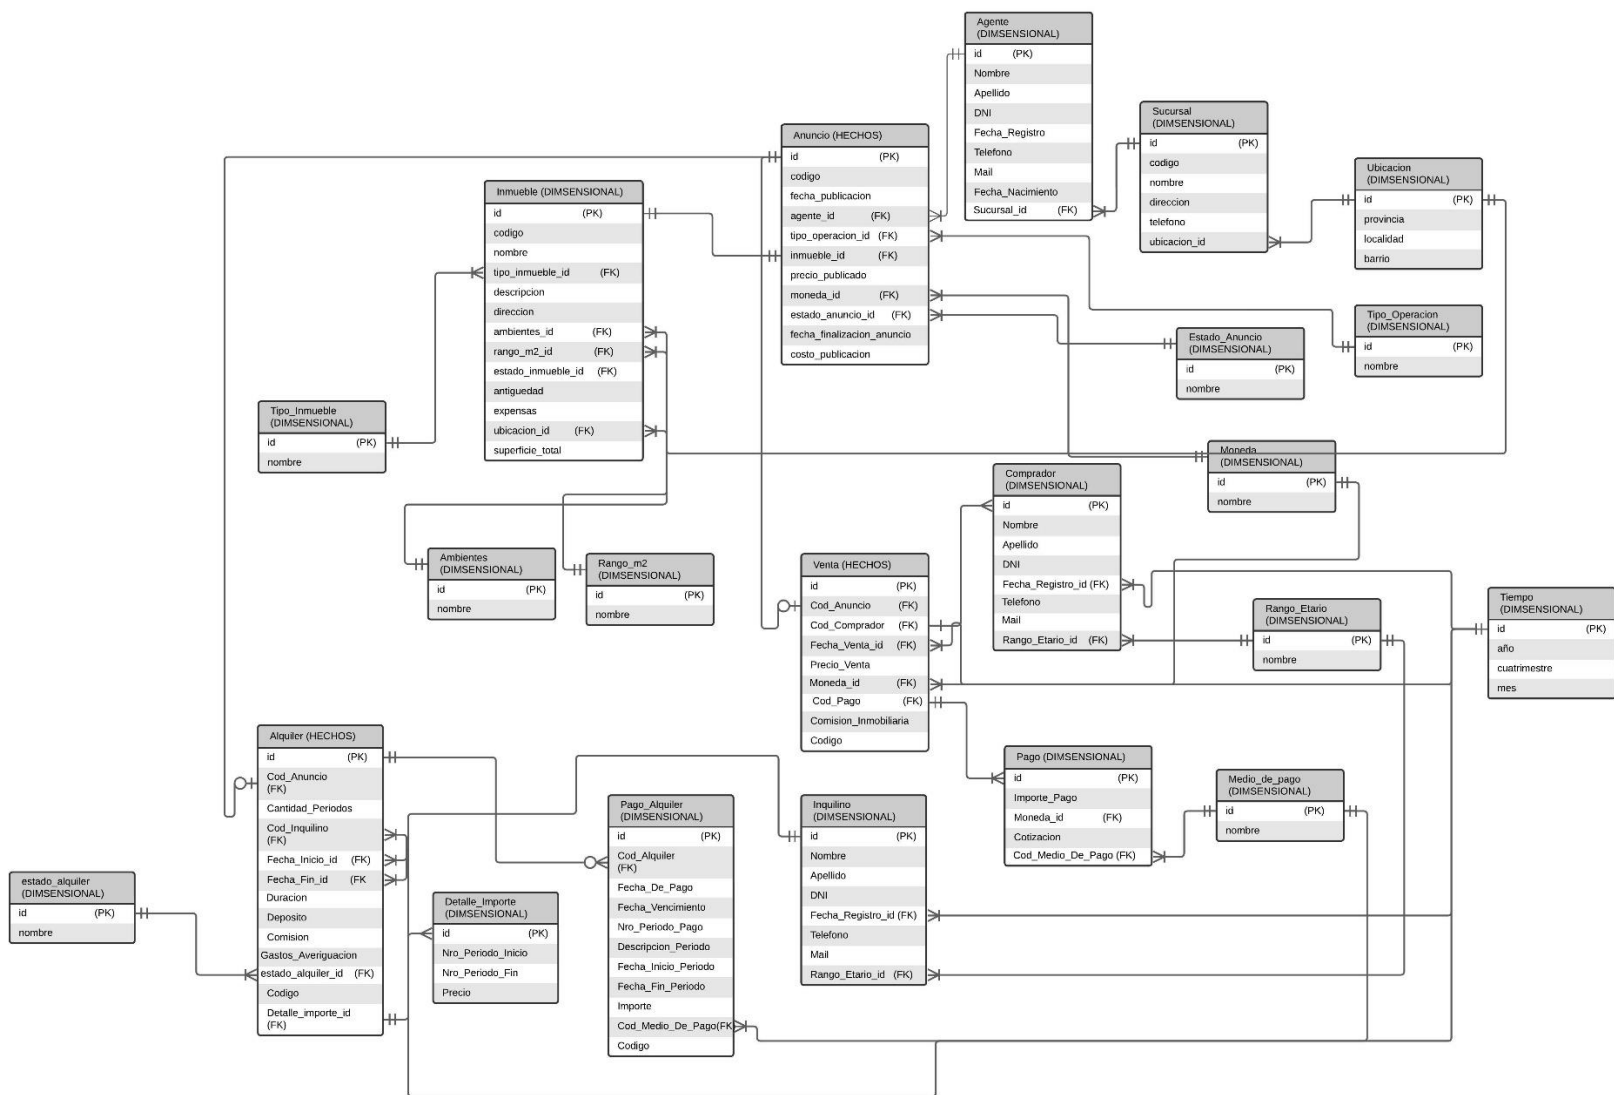 Agente
(DIMSENSIONAL)
id (PK)
Nombre
Apellido
DNI
Fecha_Registro
Telefono
Mail
Fecha_Nacimiento
Sucursal_id (FK)
Sucursal
(DIMSENSIONAL)
id (PK)
codigo
nombre
direccion
telefono
ubicacion_id
Ubicacion
(DIMSENSIONAL)
id (PK)
provincia
localidad
barrio
Anuncio (HECHOS)
id (PK)
codigo
fecha_publicacion
agente_id (FK)
tipo_operacion_id (FK)
inmueble_id (FK)
precio_publicado
moneda_id (FK)
estado_anuncio_id (FK)
fecha_finalizacion_anuncio
costo_publicacion
Inmueble (DIMSENSIONAL)
id (PK)
codigo
nombre
tipo_inmueble_id (FK)
descripcion
direccion
ambientes_id (FK)
rango_m2_id (FK)
estado_inmueble_id (FK)
antiguedad
expensas
ubicacion_id (FK)
superficie_total
Tipo_Operacion
(DIMSENSIONAL)
id (PK)
nombre
Estado_Anuncio
(DIMSENSIONAL)
id (PK)
nombre
Tipo_Inmueble
(DIMSENSIONAL)
id (PK)
nombre
Moneda
(DIMSENSIONAL)
id (PK)
nombre
Comprador
(DIMSENSIONAL)
id (PK)
Nombre
Apellido
DNI
Fecha_Registro_id (FK)
Telefono
Mail
Rango_Etario_id (FK)
Ambientes
(DIMSENSIONAL)
id (PK)
nombre
Rango_m2
(DIMSENSIONAL)
id (PK)
nombre
Venta (HECHOS)
id (PK)
Cod_Anuncio (FK)
Cod_Comprador (FK)
Fecha_Venta_id (FK)
Precio_Venta
Moneda_id (FK)
Cod_Pago (FK)
Comision_Inmobiliaria
Codigo
Rango_Etario
(DIMSENSIONAL)
id (PK)
nombre
Tiempo
(DIMSENSIONAL)
id (PK)
año
cuatrimestre
mes
Alquiler (HECHOS)
id (PK)
Cod_Anuncio
(FK)
Cantidad_Periodos
Cod_Inquilino
(FK)
Fecha_Inicio_id (FK)
Fecha_Fin_id (FK
Duracion
Deposito
Comision
Gastos_Averiguacion
estado_alquiler_id (FK)
Codigo
Detalle_importe_id
(FK)
Pago (DIMSENSIONAL)
id (PK)
Importe_Pago
Moneda_id (FK)
Cotizacion
Cod_Medio_De_Pago (FK)
Medio_de_pago
(DIMSENSIONAL)
id (PK)
nombre
Pago_Alquiler
(DIMSENSIONAL)
id (PK)
Cod_Alquiler
(FK)
Fecha_De_Pago
Fecha_Vencimiento
Nro_Periodo_Pago
Descripcion_Periodo
Fecha_Inicio_Periodo
Fecha_Fin_Periodo
Importe
Cod_Medio_De_Pago(FK
Codigo
Inquilino
(DIMSENSIONAL)
id (PK)
Nombre
Apellido
DNI
Fecha_Registro_id (FK)
Telefono
Mail
Rango_Etario_id (FK)
estado_alquiler
(DIMSENSIONAL)
id (PK)
nombre
Detalle_Importe
(DIMSENSIONAL)
id (PK)
Nro_Periodo_Inicio
Nro_Periodo_Fin
Precio